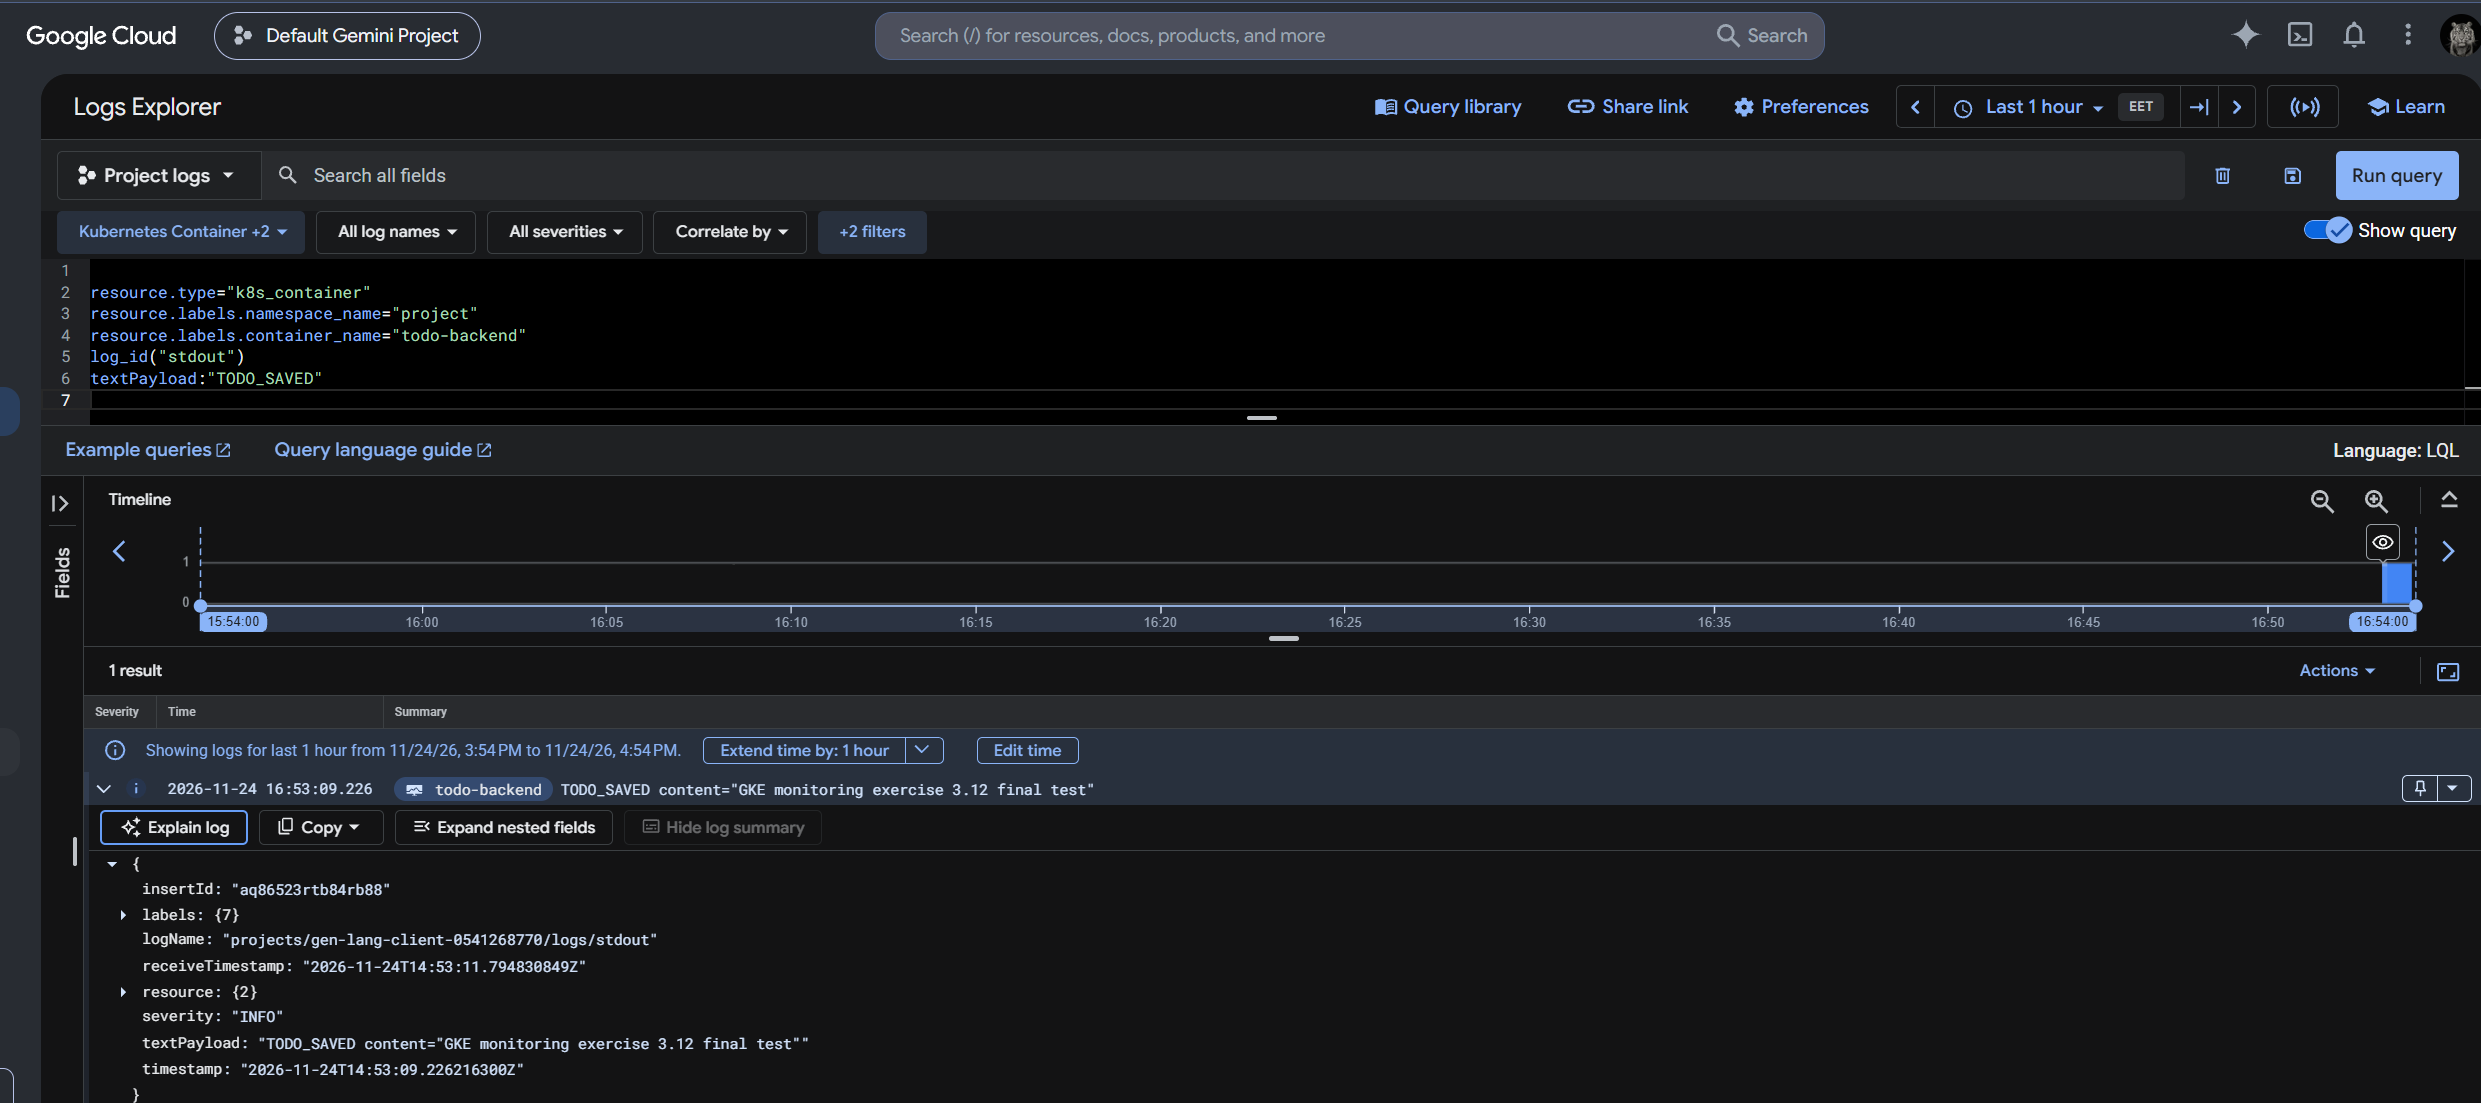 Google Cloud
Default Gemini Project
Search (/) for resources, docs, products, and more
Search
Logs Explorer
Query library
Share link
Preferences
Last 1 hour
EET
Learn
Project logs
Search all fields
Run query
Kubernetes Container +2
All log names
All severities
Correlate by
+2 filters
Show query
1
2 resource.type="k8s_container"
3 resource.labels.namespace_name="project"
4 resource.labels.container_name="todo-backend"
5 log_id("stdout")
6 textPayload:"TODO_SAVED"
7
Example queries
Query language guide
Language: LQL
Fields
Timeline
1
0
15:54:00 16:00 16:05 16:10 16:15 16:20 16:25 16:30 16:35 16:40 16:45 16:50 16:54:00
1 result
Actions
Severity Time Summary
Showing logs for last 1 hour from 11/24/26, 3:54 PM to 11/24/26, 4:54 PM.
Extend time by: 1 hour
Edit time
i 2026-11-24 16:53:09.226 todo-backend TODO_SAVED content="GKE monitoring exercise 3.12 final test"
Explain log
Copy
Expand nested fields
Hide log summary
{
insertId: "aq86523rtb84rb88"
labels: {7}
logName: "projects/gen-lang-client-0541268770/logs/stdout"
receiveTimestamp: "2026-11-24T14:53:11.794830849Z"
resource: {2}
severity: "INFO"
textPayload: "TODO_SAVED content="GKE monitoring exercise 3.12 final test""
timestamp: "2026-11-24T14:53:09.226216300Z"
}